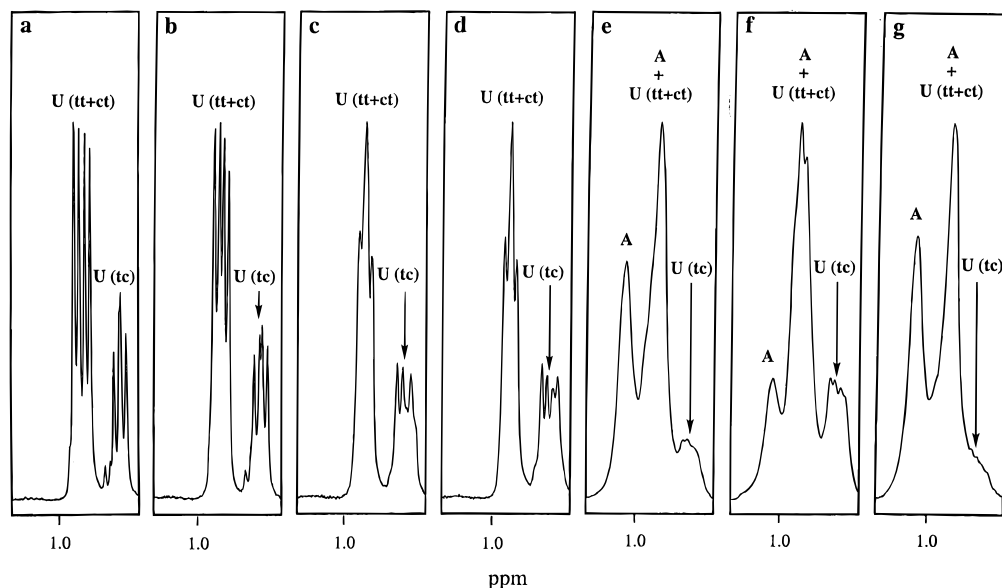 a b c d e f g
A A A
+ + +
U (tt+ct) U (tt+ct) U (tt+ct) U (tt+ct) U (tt+ct) U (tt+ct) U (tt+ct)
A A A
U (tc) U (tc) U (tc) U (tc) U (tc) U (tc) U (tc)
1.0 1.0 1.0 1.0 1.0 1.0 1.0
ppm